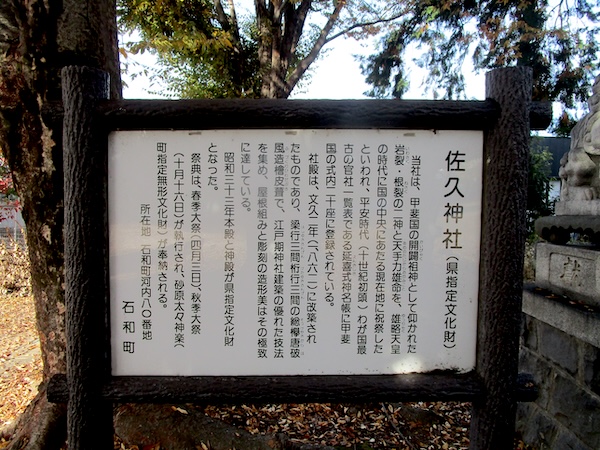 佐久神社(県指定文化財)
当社は、甲斐国の開闢祖神として仰かれた
岩裂・根裂の二神と天手力雄命を、雄略天皇
の時代に国の中央にあたる現在地に祝祭した
といわれ、平安時代(十世紀初頭)わが国最
古の官社一覧表である延喜式神名帳に甲斐
国の式内二十座に登録されている。
社殿は、文久二年(一八六二)に改築され
たものであり、梁行三間桁行三間の総欅唐破
風造檜皮葺で、江戸期神社建築の優れた技法
を集め、屋根組みと彫刻の造形美はその極致
に達している。
昭和三十三年本殿と神殿が県指定文化財
となった。
祭典は、春季大祭(四月三日)、秋季大祭
(十月十六日)が執行され、砂原太々神楽(
町指定無形文化財)が奉納される。
所在地 石和町河内八〇番地
石和町